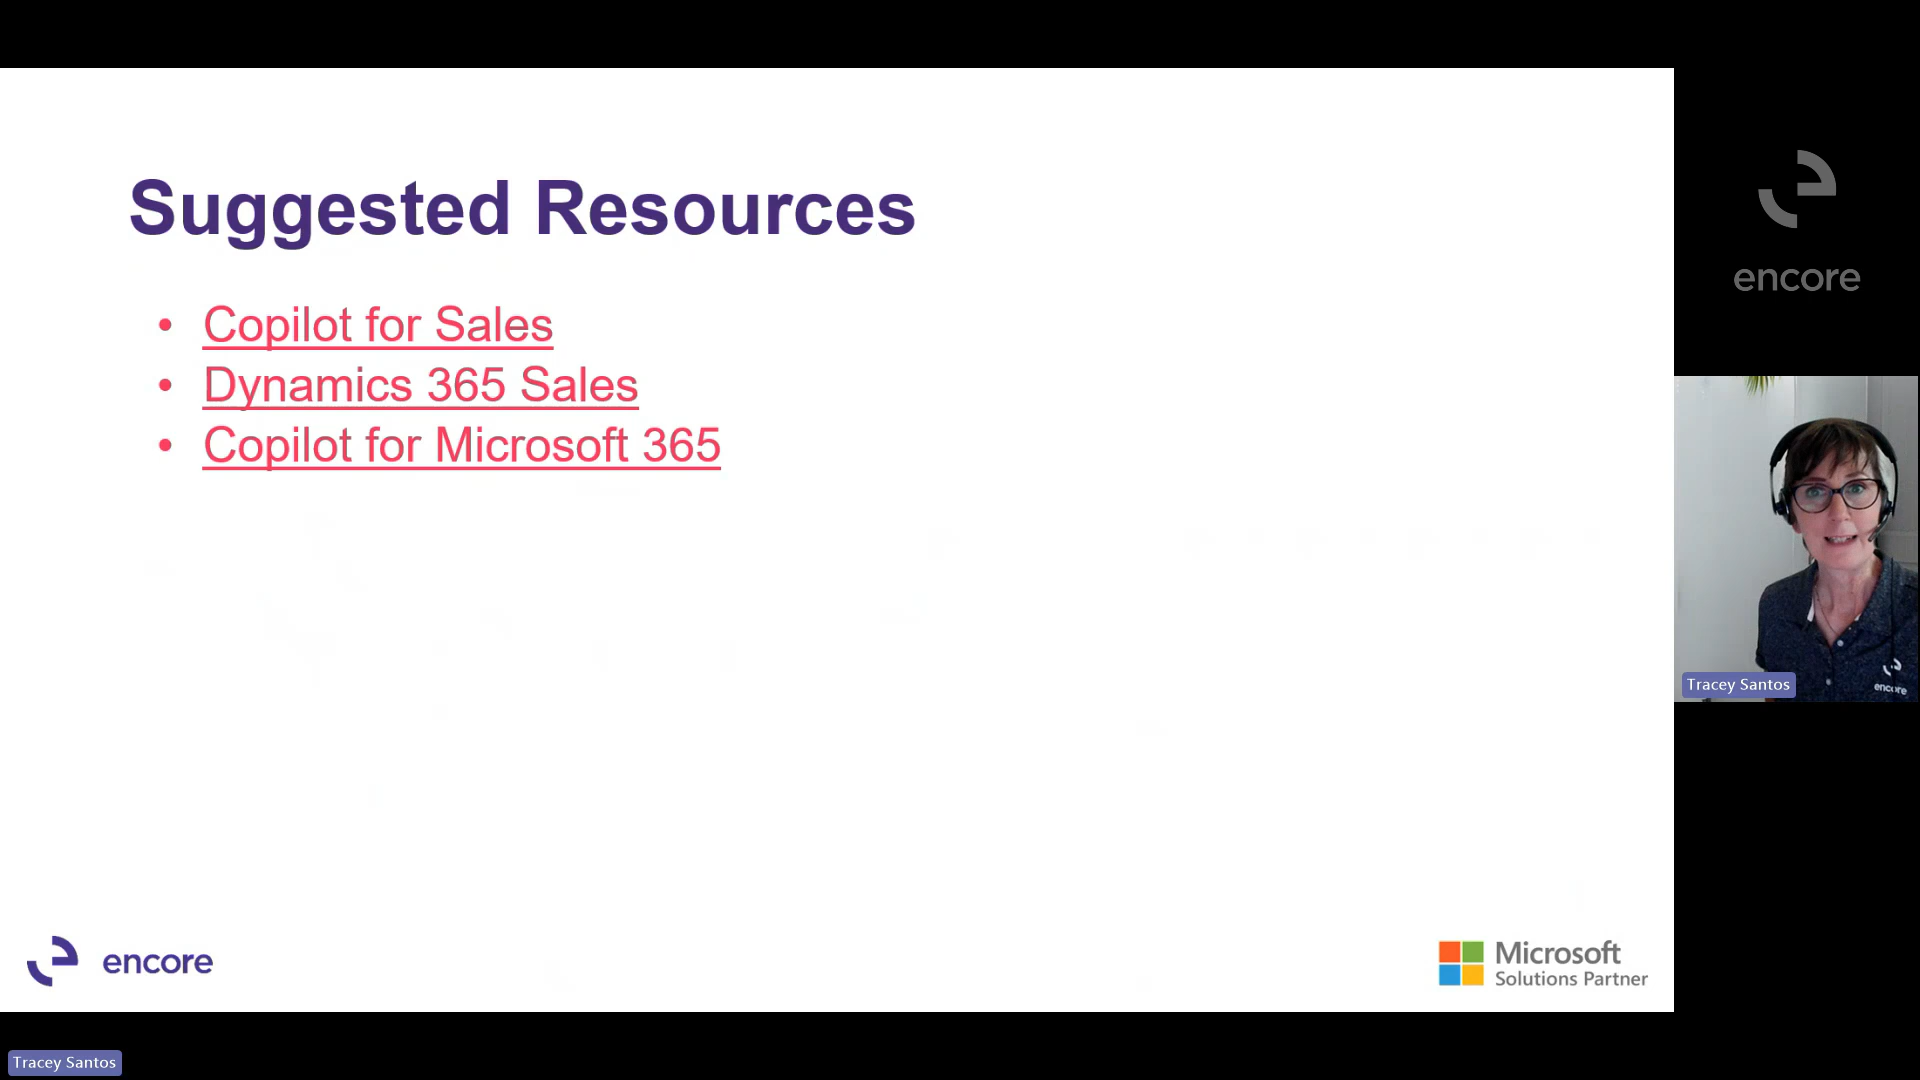 Suggested Resources
• Copilot for Sales
• Dynamics 365 Sales
• Copilot for Microsoft 365
encore
Microsoft
Solutions Partner
encore
Tracey Santos
encore
Tracey Santos